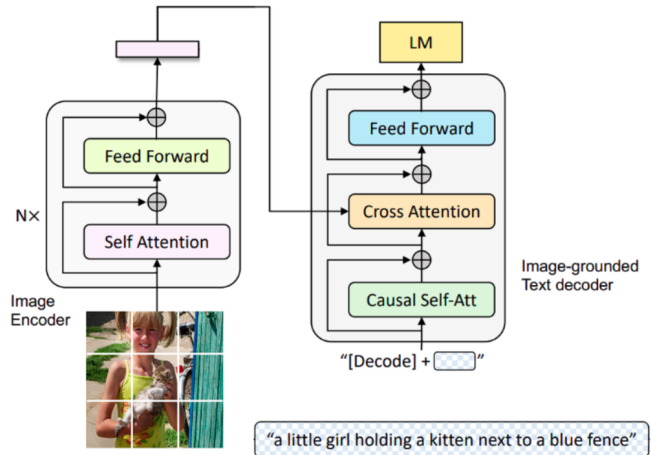 LM
Feed Forward
Feed Forward
N×
Cross Attention
Self Attention
Image-grounded
Text decoder
Image
Encoder
Causal Self-Att
“[Decode] + ”
“a little girl holding a kitten next to a blue fence”